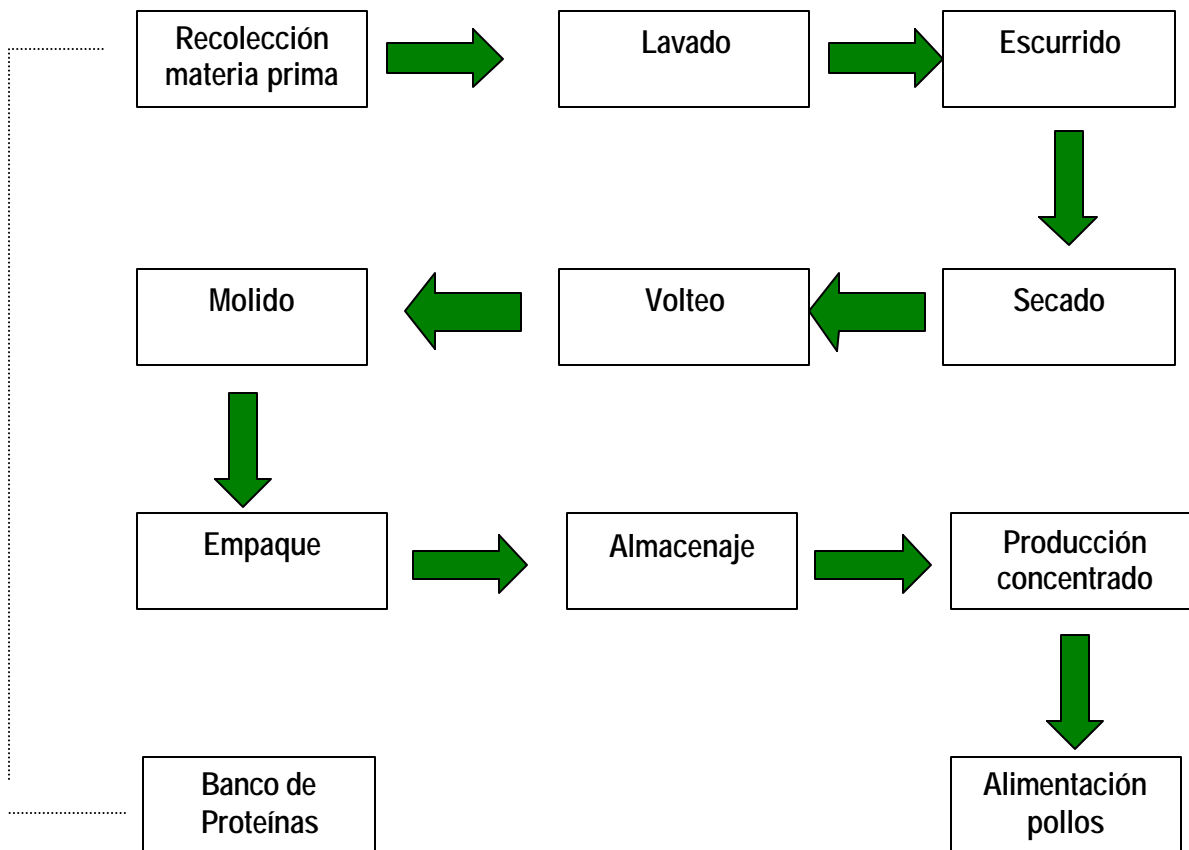 Recolección
materia prima
Lavado
Escurrido
Molido
Volteo
Secado
Empaque
Almacenaje
Producción
concentrado
Banco de
Proteínas
Alimentación
pollos